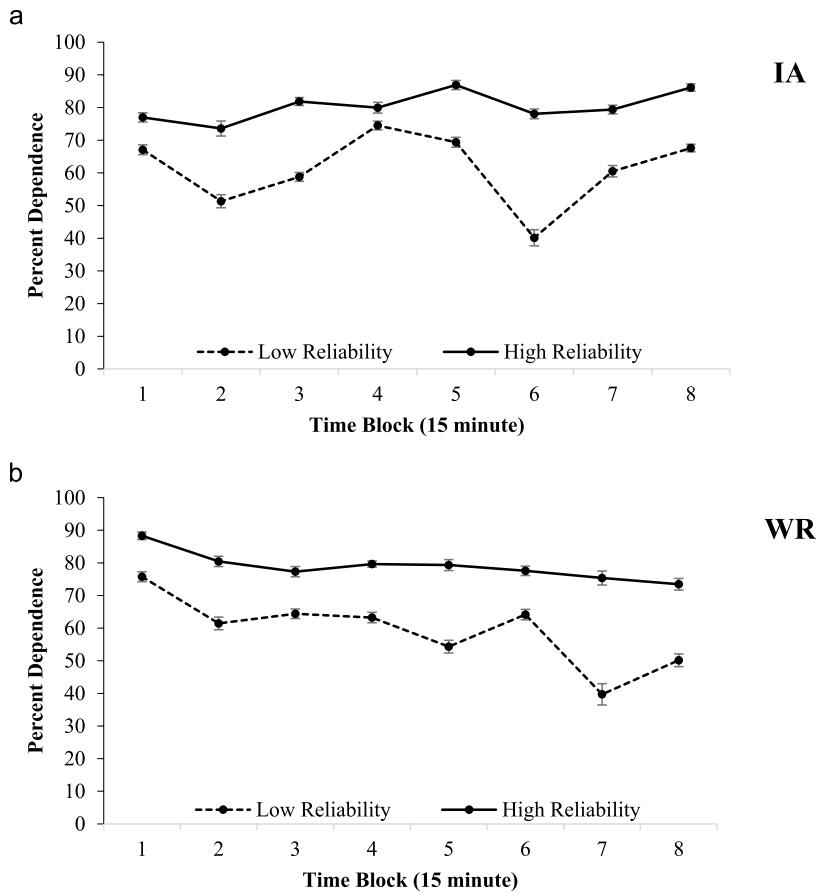 a
IA
100
90
80
70
60
50
40
30
20
10
0
Percent Dependence
Low Reliability
High Reliability
1 2 3 4 5 6 7 8
Time Block (15 minute)
b
WR
100
90
80
70
60
50
40
30
20
10
0
Percent Dependence
Low Reliability
High Reliability
1 2 3 4 5 6 7 8
Time Block (15 minute)